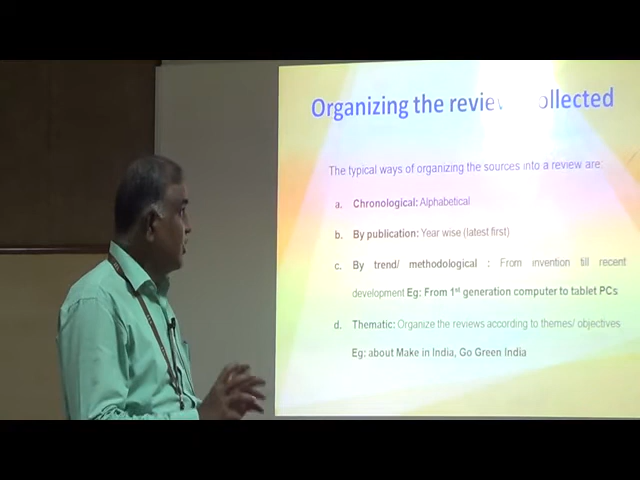 Organizing the review ollected
The typical ways of organizing the sources into a review are:
a. Chronological: Alphabetical
b. By publication: Year wise (latest first)
c. By trend/ methodological : From invention till recent
development Eg: From 1st generation computer to tablet PCs
d. Thematic: Organize the reviews according to themes/ objectives
Eg: about Make in India, Go Green India